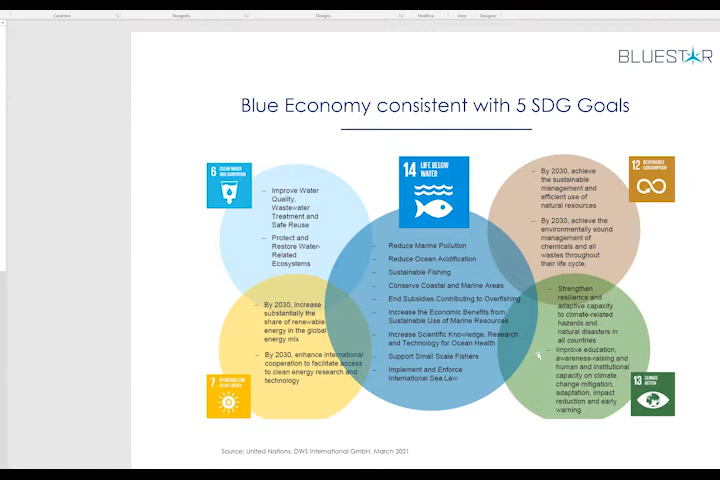 Caratteri
Paragrafo
Disegno
Modifica
Voce
Designer
BLUESTAR
Blue Economy consistent with 5 SDG Goals
6 CLEAN WATER
AND SANITATION
– Improve Water
Quality,
Wastewater
Treatment and
Safe Reuse
– Protect and
Restore Water-
Related
Ecosystems
14 LIFE BELOW
WATER
– Reduce Marine Pollution
– Reduce Ocean Acidification
– Sustainable Fishing
– Conserve Coastal and Marine Areas
– End Subsidies Contributing to Overfishing
– Increase the Economic Benefits from
Sustainable Use of Marine Resources
– Increase Scientific Knowledge, Research
and Technology for Ocean Health
– Support Small Scale Fishers
– Implement and Enforce
International Sea Law
12 RESPONSIBLE
CONSUMPTION
– By 2030, achieve
the sustainable
management and
efficient use of
natural resources
– By 2030, achieve the
environmentally sound
management of
chemicals and all
wastes throughout
their life cycle,
– By 2030, increase
substantially the
share of renewable
energy in the global
energy mix
– By 2030, enhance international
cooperation to facilitate access
to clean energy research and
technology
7 AFFORDABLE AND
CLEAN ENERGY
– Strengthen
resilience and
adaptive capacity
to climate-related
hazards and
natural disasters in
all countries
– Improve education,
awareness-raising and
human and institutional
capacity on climate
change mitigation,
adaptation, impact
reduction and early
warning
13 CLIMATE
ACTION
Source: United Nations, DWS International GmbH, March 2021